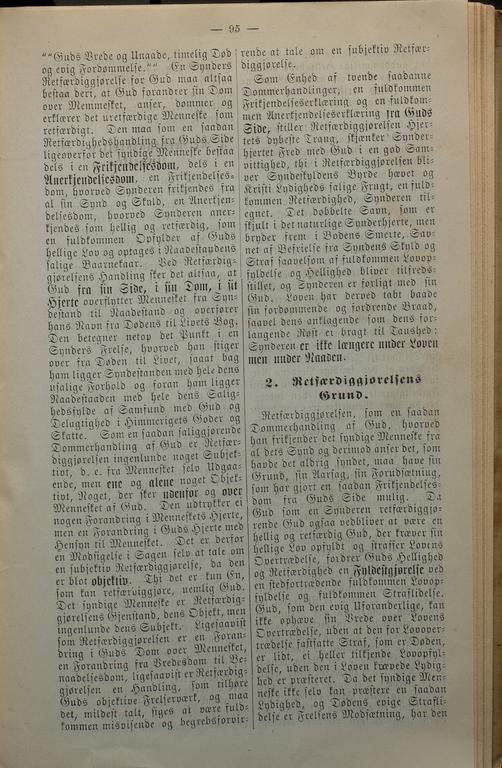 — 95 —
""Guds Vrede og Unaade, timelig Død
og evig Fordømmelse."" En Synders
Retfærdiggjørelse for Gud maa altsaa
bestaa deri, at Gud forandrer sin Dom
over Mennesket, anser, dømmer og
erklærer det uretfærdige Menneske som
retfærdigt. Den maa som en saadan
Retfærdighedshandling fra Guds Side
ligeoverfor det syndige Menneske bestaa
dels i en Frikjendelsesdom, dels i en
Anerkjendelsesdom, en Frikjendelses-
dom, hvorved Synderen frikjendes fra
al sin Synd og Skuld, en Anerkjen-
delsesdom, hvorved Synderen aner-
kjendes som hellig og retfærdig, som
en fuldkommen Opfylder af Guds
hellige Lov og optages i Naadestandens
salige Baarnekaar. Ved Retfærdig-
gjørelsens Handling sker det altsaa, at
Gud fra sin Side, i sin Dom, i sit
Hjerte overflytter Mennesket fra Syn-
destand til Naadestand og overfører
hans Navn fra Dødens til Livets Bog.
Den betegner netop det Punkt i en
Synders Frelse, hvorved han stiger
over fra Døden til Livet, saaat bag
ham ligger Syndestanden med hele dens
usalige Forhold og foran ham ligger
Naadestaaden med hele dens Salig-
hedsfylde af Samfund med Gud og
Delagtighed i Himmerigets Goder og
Skatte. Som en saadan saliggjørende
Dommerhandling af Gud er Retfær-
diggjørelsen ingenlunde noget Subjek-
tivt, d. e. fra Mennesket selv Udgaa-
ende, men ene og alene noget Objek-
tivt, Noget, der sker udenfor og over
Mennesket af Gud. Den udtrykker ei
nogen Forandring i Menneskets Hjerte,
men en Forandring i Guds Hjerte med
Hensyn til Mennesket. Det er derfor
en Modsigelse i Sagen selv at tale om
en subjektiv Retfærdiggjørelse, da den
er blot objektiv. Thi det er kun En,
som kan retfærdiggjøre, nemlig Gud.
Det syndige Menneske er Retfærdig-
gjørelsens Gjenstand, dens Objekt, men
ingenlunde dens Subjekt. Ligesaavist
som Retfærdiggjørelsen er en Foran-
dring i Guds Dom over Mennesket,
en Forandring fra Vredesdom til Be-
naadelsesdom, ligesaavist er Retfærdig-
gjørelsen en Handling, som tilhøre
Guds objektive Frelserværk, og maa
det, mildest talt, siges at være fuld-
kommen misvisende og begrebsforvir-
rende at tale om en subjektiv Retfær-
diggjørelse.
Som Enhed af tvende saadanne
Dommerhandlinger, en fuldkommen
Frikjendelseserklæring og en fuldkom-
men Anerkjendelseserklæring fra Guds
Side, stiller Retfærdiggjørelsen Hjer-
tets dybeste Trang, skjænker Synder-
hjertet Fred med Gud i en god Sam-
vittighed, thi i Retfærdiggjørelsen bli-
ver Syndeskyldens Byrde hævet og
Kristi Lydigheds salige Frugt, en fuld-
kommen Retfærdighed, Synderen til-
egnet. Det dobbelte Savn, som er
skjult i det naturlige Synderhjerte, men
bryder frem i Bodens Smerte, Sav-
net af Befrielse fra Syndens Skyld og
Straf saavelsom af fuldkommen Lovop-
fyldelse og Hellighed bliver tilfreds-
stillet, og Synderen er forligt med sin
Gud. Loven har derved tabt baade
sin fordømmende og fordrende Braad,
saavel dens anklagende som dens for-
langende Røst er bragt til Taushed:
Synderen er ikke længere under Loven
men under Naaden.
2. Retfærdiggjørelsens
Grund.
Retfærdiggjørelsen, som en saadan
Dommerhandling af Gud, hvorved
han frikjender det syndige Menneske fra
al dets Synd og derimod anser det, som
havde det aldrig syndet, maa have sin
Grund, sin Aarsag, sin Forudsætning,
som har gjort en saadan Frikjendelses-
dom fra Guds Side mulig. Da
Gud som en Synderen retfærdiggjø-
rende Gud ogsaa vedbliver at være en
hellig og retfærdig Gud, der kræver sin
hellige Lov opfyldt og straffer Lovens
Overtrædelse, fordrer Guds Hellighed
og Retfærdighed en Fyldestgjørelse ved
en stedfortrædende fuldkommen Lovop-
fyldelse og fuldkommen Straflidelse.
Gud, som den evig Uforanderlige, kan
ikke ophæve sin Vrede over Lovens
Overtrædelse, uden at den for Lovover-
trædelse fastsatte Straf, som er Døden,
er lidt, ei heller tilkjende Lovopfyl-
delse, uden den i Loven krævede Lydig-
hed er præsteret. Da det syndige Men-
neske ikke selv kan præstere en saadan
Lydighed, og Dødens evige Strafli-
delse er Frelsens Modsætning, har den